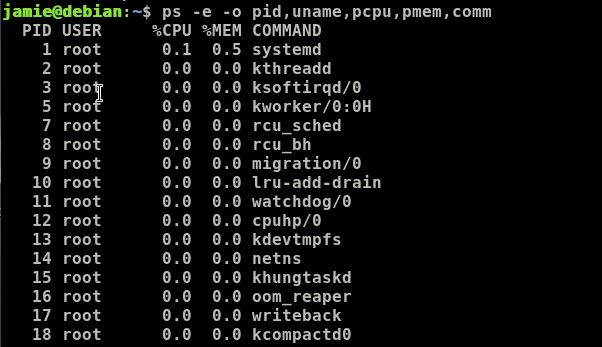 jamie@debian:~$ ps -e -o pid,uname,pcpu,pmem,comm
  PID USER     %CPU %MEM COMMAND
    1 root      0.1  0.5 systemd
    2 root      0.0  0.0 kthreadd
    3 root      0.0  0.0 ksoftirqd/0
    5 root      0.0  0.0 kworker/0:0H
    7 root      0.0  0.0 rcu_sched
    8 root      0.0  0.0 rcu_bh
    9 root      0.0  0.0 migration/0
   10 root      0.0  0.0 lru-add-drain
   11 root      0.0  0.0 watchdog/0
   12 root      0.0  0.0 cpuhp/0
   13 root      0.0  0.0 kdevtmpfs
   14 root      0.0  0.0 netns
   15 root      0.0  0.0 khungtaskd
   16 root      0.0  0.0 oom_reaper
   17 root      0.0  0.0 writeback
   18 root      0.0  0.0 kcompactd0